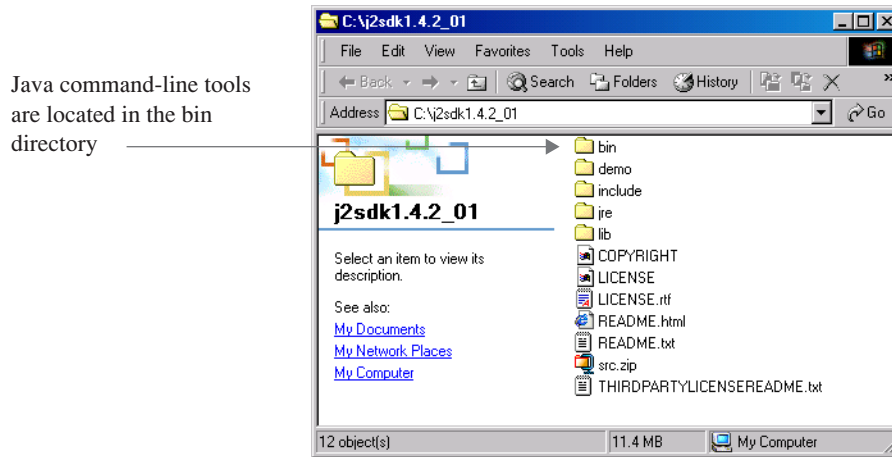 Java command-line tools
are located in the bin
directory
C:\j2sdk1.4.2_01
File Edit View Favorites Tools Help
Back Search Folders History »
Address C:\j2sdk1.4.2_01 Go
j2sdk1.4.2_01
Select an item to view its
description.
See also:
My Documents
My Network Places
My Computer
bin
demo
include
jre
lib
COPYRIGHT
LICENSE
LICENSE.rtf
README.html
README.txt
src.zip
THIRDPARTYLICENSEREADME.txt
12 object(s) 11.4 MB My Computer